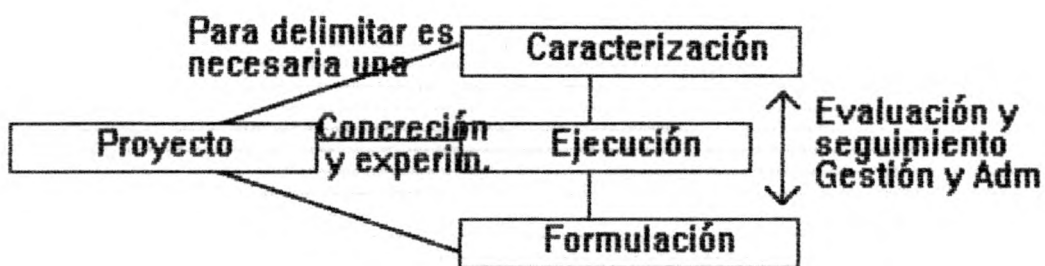 Para delimitar es
necesaria una
Caracterización
Proyecto
Concreción
y experim.
Ejecución
Evaluación y
seguimiento
Gestión y Adm
Formulación